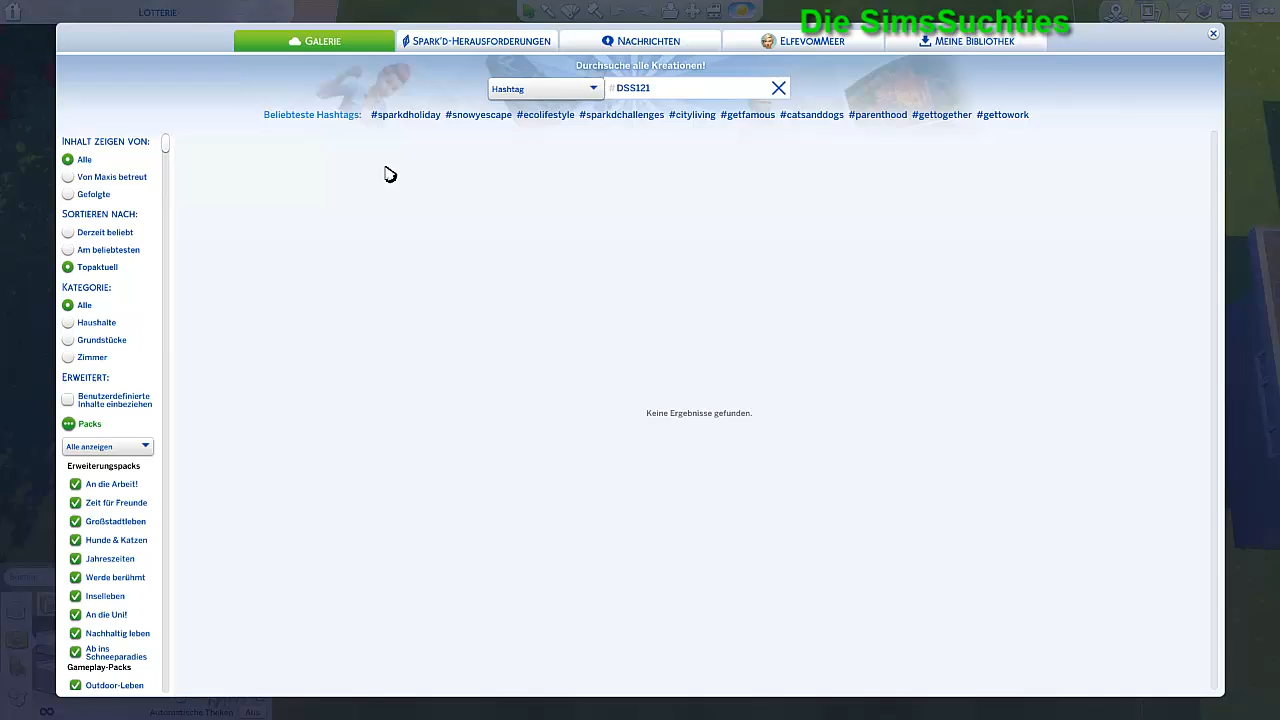 LOTTERIE
Die SimsSuchties
GALERIE
SPARK'D-HERAUSFORDERUNGEN
NACHRICHTEN
ELFEVOMMEER
MEINE BIBLIOTHEK
Durchsuche alle Kreationen!
Hashtag
# DSS121
Beliebteste Hashtags: #sparkdholiday #snowyescape #ecolifestyle #sparkdchallenges #cityliving #getfamous #catsanddogs #parenthood #gettogether #gettowork
INHALT ZEIGEN VON:
Alle
Von Maxis betreut
Gefolgte
SORTIEREN NACH:
Derzeit beliebt
Am beliebtesten
Topaktuell
KATEGORIE:
Alle
Haushalte
Grundstücke
Zimmer
ERWEITERT:
Benutzerdefinierte
Inhalte einbeziehen
Packs
Alle anzeigen
Erweiterungspacks
An die Arbeit!
Zeit für Freunde
Großstadtleben
Hunde & Katzen
Jahreszeiten
Werde berühmt
Inselleben
An die Uni!
Nachhaltig leben
Ab ins
Schneeparadies
Gameplay-Packs
Outdoor-Leben
Keine Ergebnisse gefunden.
Automatische Theken
Aus